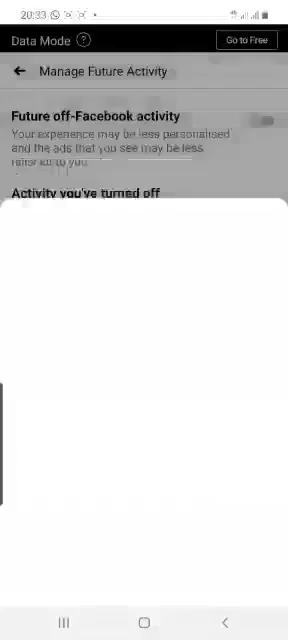 20:33
Data Mode ?
Go to Free
Manage Future Activity
Future off-Facebook activity
Your experience may be less personalised
and the ads that you see may be less
relevant to you.
Activity you've turned off